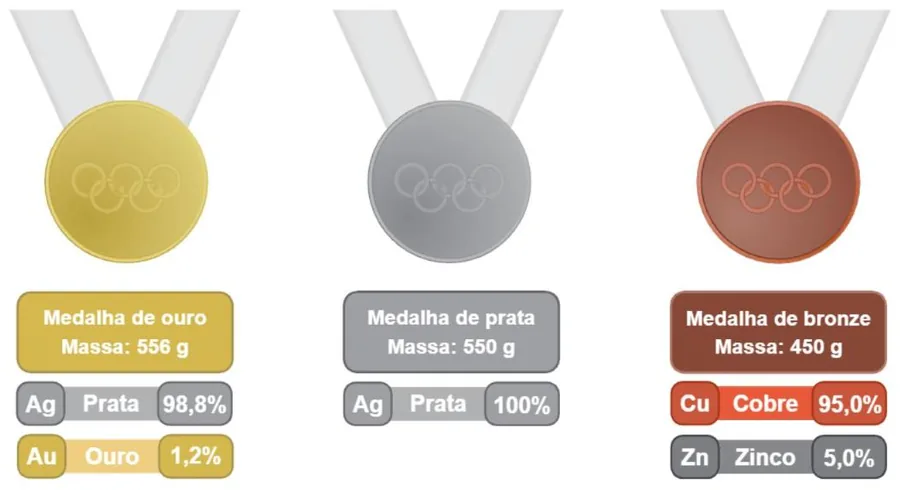 Medalha de ouro
Massa: 556 g
Ag Prata 98,8%
Au Ouro 1,2%
Medalha de prata
Massa: 550 g
Ag Prata 100%
Medalha de bronze
Massa: 450 g
Cu Cobre 95,0%
Zn Zinco 5,0%